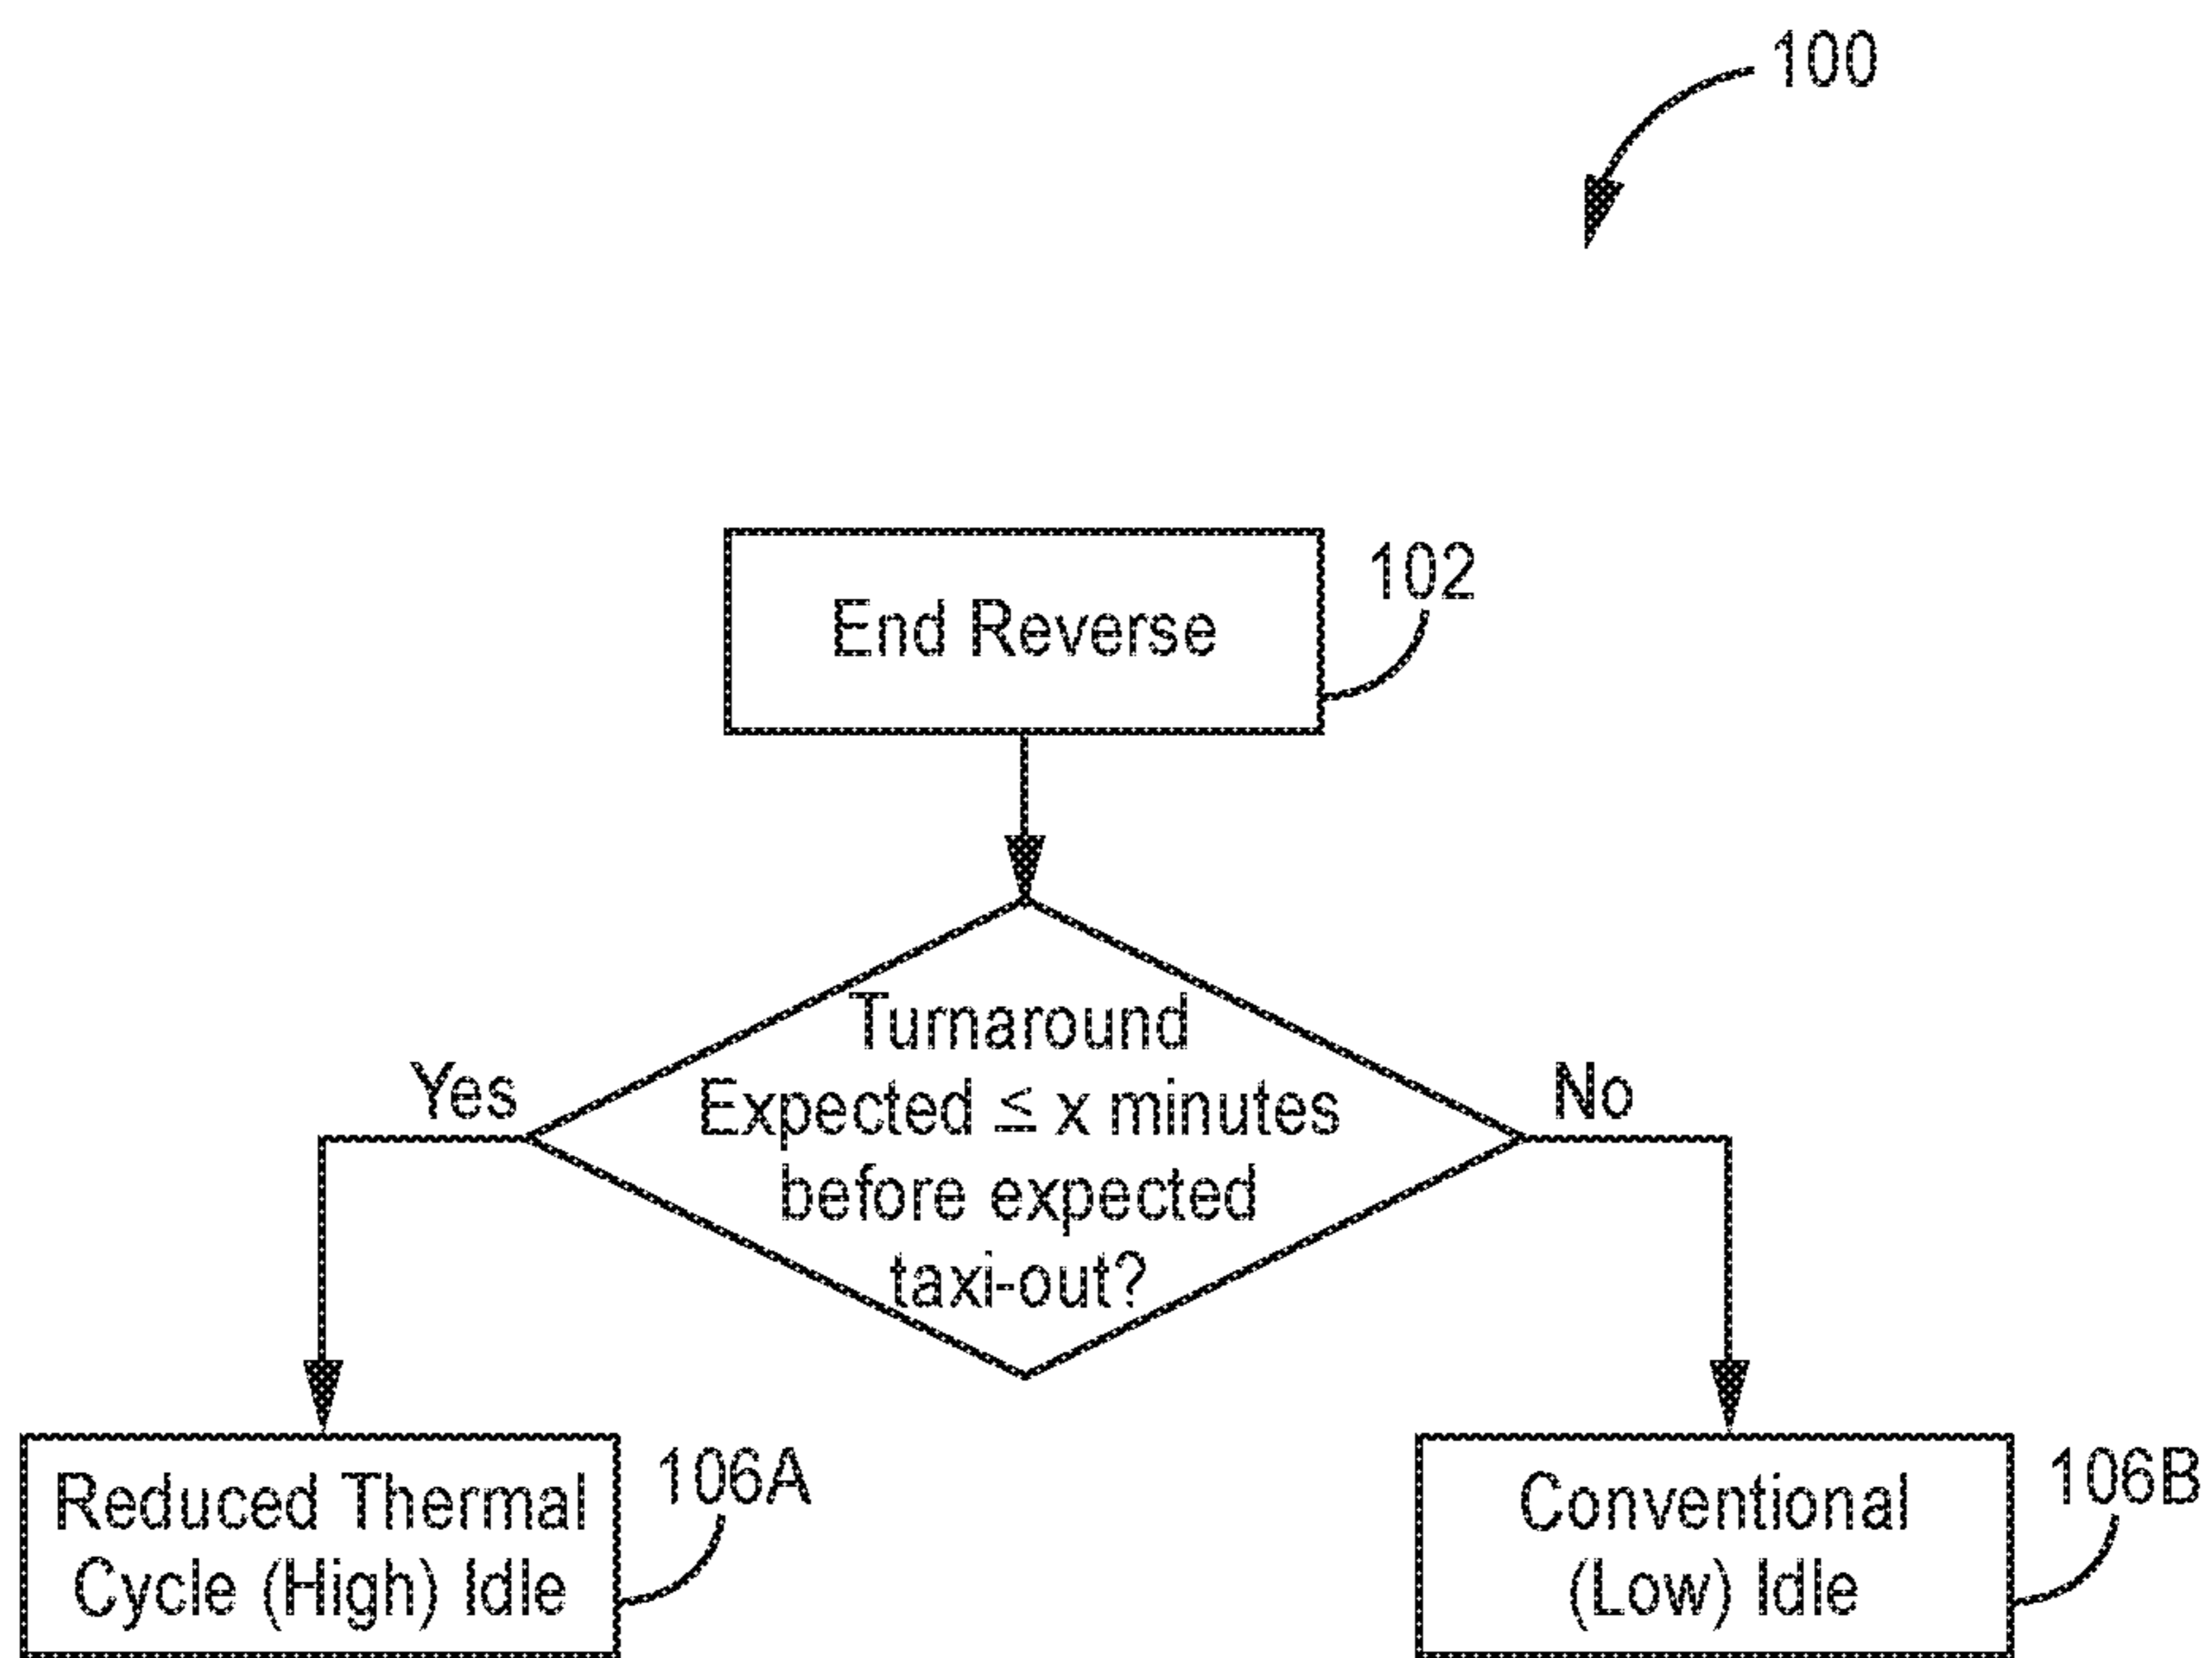 100
End Reverse
102
Turnaround
Expected ≤ x minutes
before expected
taxi-out?
Yes
No
Reduced Thermal
Cycle (High) Idle
106A
Conventional
(Low) Idle
106B